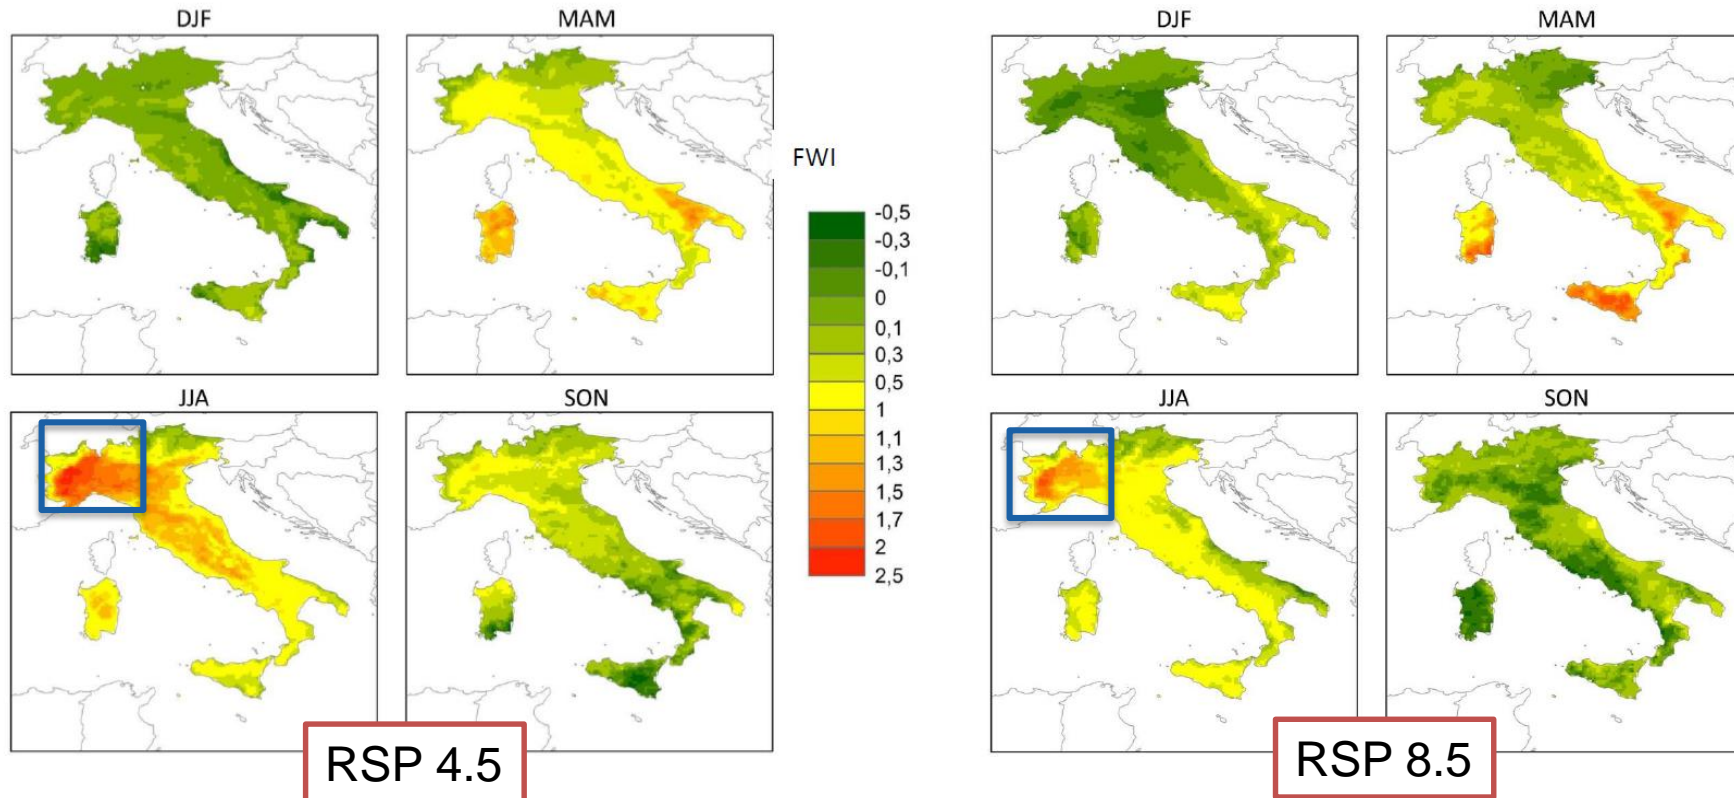 DJF
MAM
DJF
MAM
FWI
-0,5
-0,3
-0,1
0
0,1
0,3
0,5
1
1,1
1,3
1,5
1,7
2
2,5
JJA
SON
JJA
SON
RSP 4.5
RSP 8.5